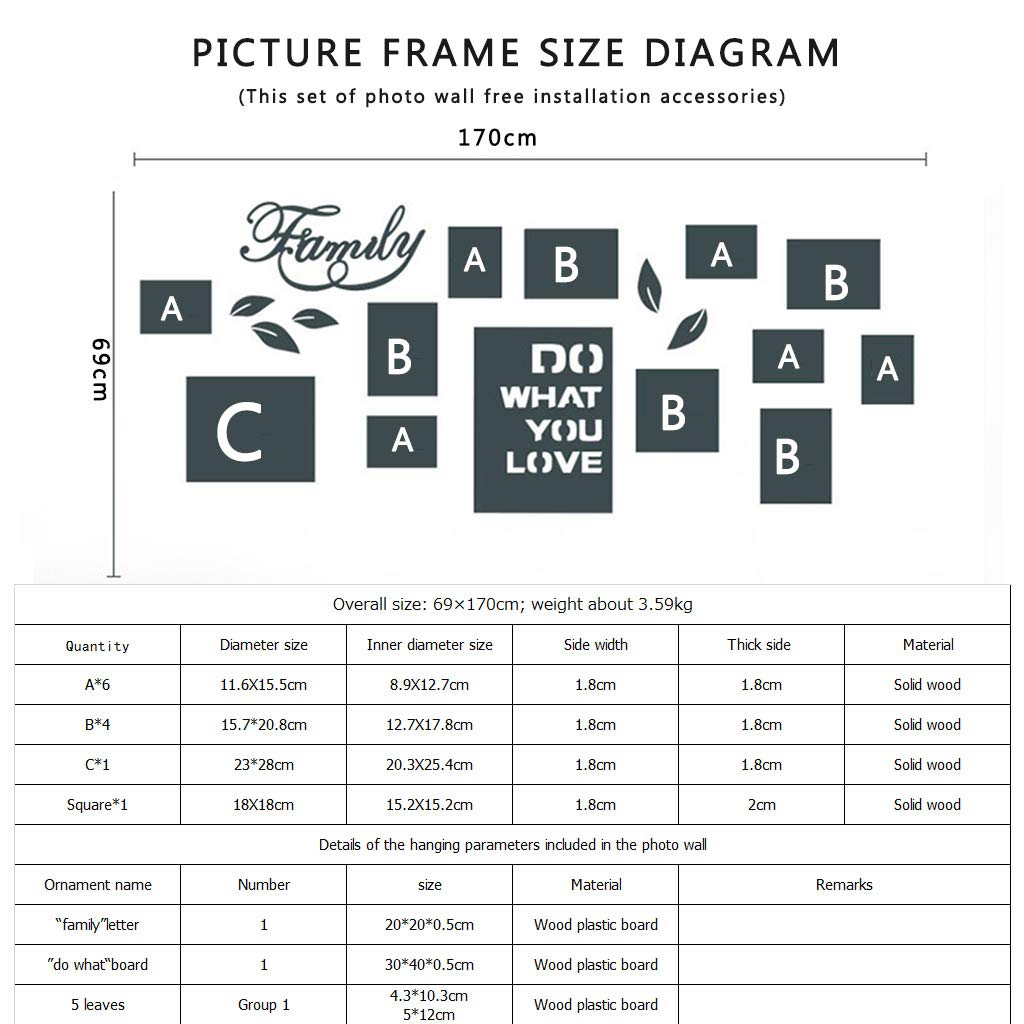 PICTURE FRAME SIZE DIAGRAM
(This set of photo wall free installation accessories)
170cm
69cm
Family
A
B
A
B
A
B
A
A
C
A
B
B
DO
WHAT
YOU
LOVE
Overall size: 69×170cm; weight about 3.59kg
Quantity Diameter size Inner diameter size Side width Thick side Material
A*6 11.6X15.5cm 8.9X12.7cm 1.8cm 1.8cm Solid wood
B*4 15.7*20.8cm 12.7X17.8cm 1.8cm 1.8cm Solid wood
C*1 23*28cm 20.3X25.4cm 1.8cm 1.8cm Solid wood
Square*1 18X18cm 15.2X15.2cm 1.8cm 2cm Solid wood
Details of the hanging parameters included in the photo wall
Ornament name Number size Material Remarks
“family”letter 1 20*20*0.5cm Wood plastic board
”do what“board 1 30*40*0.5cm Wood plastic board
5 leaves Group 1 4.3*10.3cm Wood plastic board
5*12cm